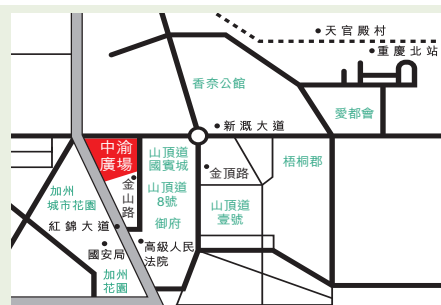 天官殿村
重慶北站
香奈公館
愛都會
新溉大道
中渝
廣場
山頂道
國賓城
梧桐郡
金頂路
金山路
山頂道
8號
加州
城市花園
山頂道
壹號
御府
紅錦大道
國安局
高級人民
法院
加州
花園